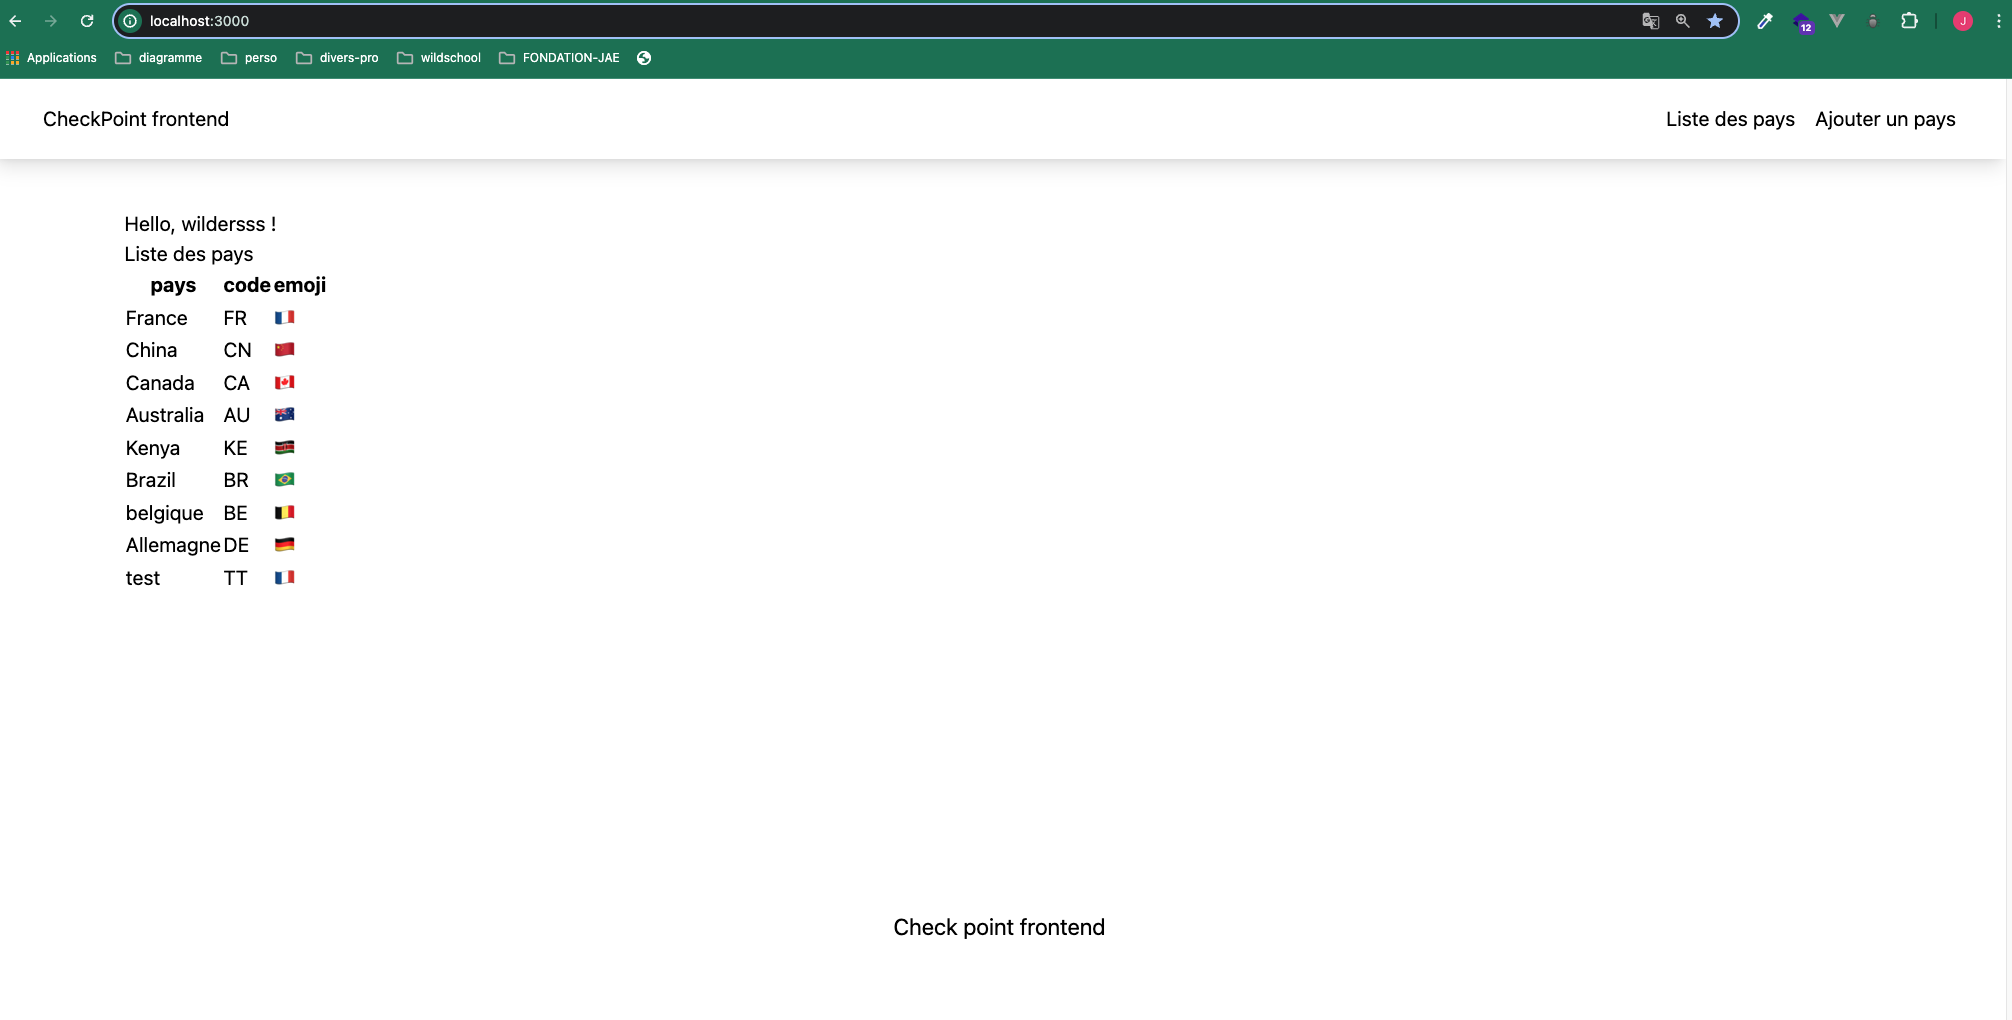 localhost:3000
12
J
Applications diagramme perso divers-pro wildschool FONDATION-JAE
CheckPoint frontend Liste des pays Ajouter un pays
Hello, wildersss !
Liste des pays
pays code emoji
France FR 🇫🇷
China CN 🇨🇳
Canada CA 🇨🇦
Australia AU 🇦🇺
Kenya KE 🇰🇪
Brazil BR 🇧🇷
belgique BE 🇧🇪
Allemagne DE 🇩🇪
test TT 🇫🇷
Check point frontend